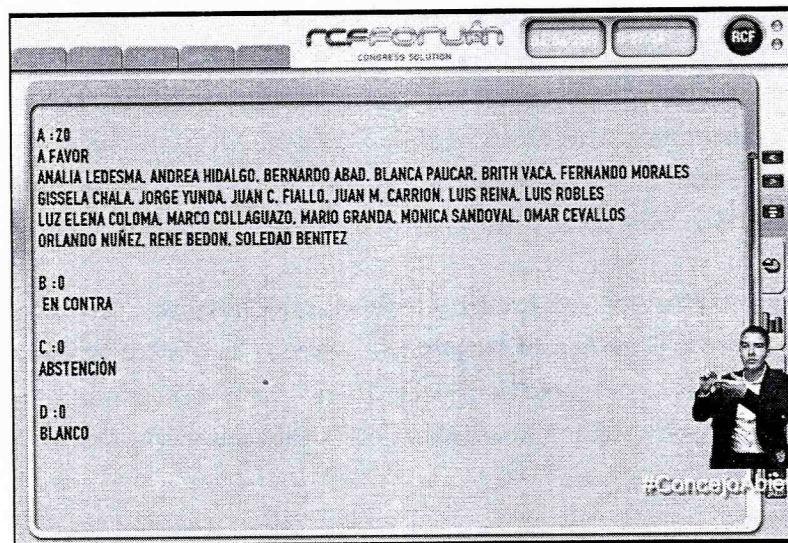 RCF FORUM
CONGRESS SOLUTION
RCF
A :20
A FAVOR
ANALIA LEDESMA, ANDREA HIDALGO, BERNARDO ABAD, BLANCA PAUCAR, BRITH VACA, FERNANDO MORALES
GISSELA CHALA, JORGE YUNDA, JUAN C. FIALLO, JUAN M. CARRION, LUIS REINA, LUIS ROBLES
LUZ ELENA COLOMA, MARCO COLLAGUAZO, MARIO GRANDA, MONICA SANDOVAL, OMAR CEVALLOS
ORLANDO NUÑEZ, RENE BEDON, SOLEDAD BENITEZ
B :0
EN CONTRA
C :0
ABSTENCIÒN
D :0
BLANCO